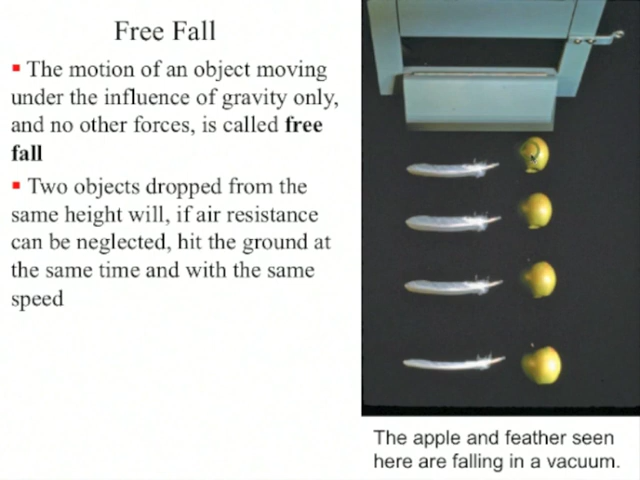 Free Fall
▪ The motion of an object moving
under the influence of gravity only,
and no other forces, is called free
fall
▪ Two objects dropped from the
same height will, if air resistance
can be neglected, hit the ground at
the same time and with the same
speed
The apple and feather seen
here are falling in a vacuum.